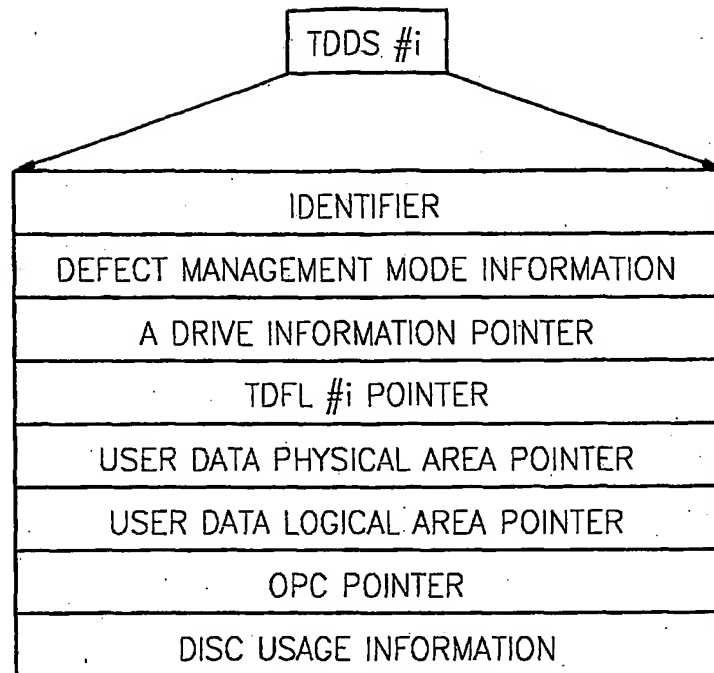 TDDS #i
IDENTIFIER
DEFECT MANAGEMENT MODE INFORMATION
A DRIVE INFORMATION POINTER
TDFL #i POINTER
USER DATA PHYSICAL AREA POINTER
USER DATA LOGICAL AREA POINTER
OPC POINTER
DISC USAGE INFORMATION